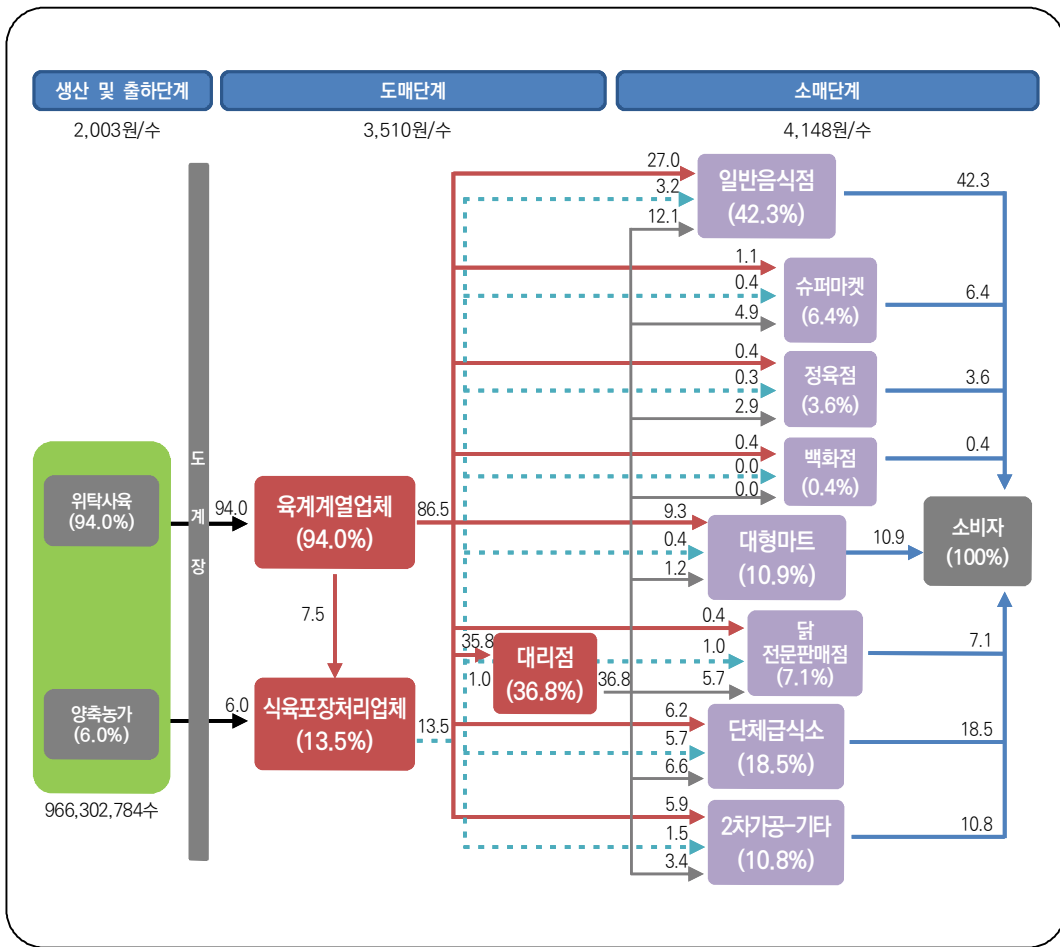 생산 및 출하단계
도매단계
소매단계
2,003원/수
3,510원/수
4,148원/수
27.0
3.2
12.1
일반음식점
(42.3%)
42.3
1.1
0.4
4.9
슈퍼마켓
(6.4%)
6.4
0.4
0.3
2.9
정육점
(3.6%)
3.6
0.4
0.0
0.0
백화점
(0.4%)
0.4
도
계
장
위탁사육
(94.0%)
94.0
육계계열업체
(94.0%)
86.5
9.3
0.4
1.2
대형마트
(10.9%)
10.9
소비자
(100%)
7.5
35.8
1.0
대리점
(36.8%)
36.8
0.4
1.0
5.7
닭
전문판매점
(7.1%)
7.1
양축농가
(6.0%)
6.0
식육포장처리업체
(13.5%)
13.5
6.2
5.7
6.6
단체급식소
(18.5%)
18.5
966,302,784수
5.9
1.5
3.4
2차가공-기타
(10.8%)
10.8